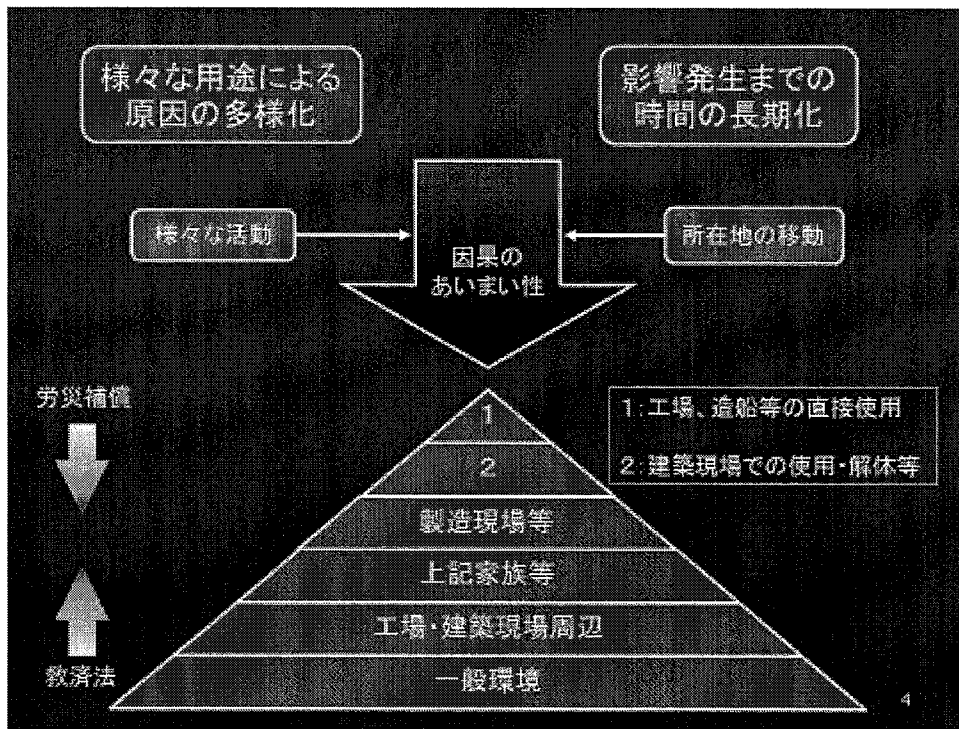 様々な用途による
原因の多様化
影響発生までの
時間の長期化
様々な活動
所在地の移動
因果の
あいまい性
労災補償
1
1:工場、造船等の直接使用
2
2:建築現場での使用・解体等
製造現場等
上記家族等
工場・建築現場周辺
救済法
一般環境
4